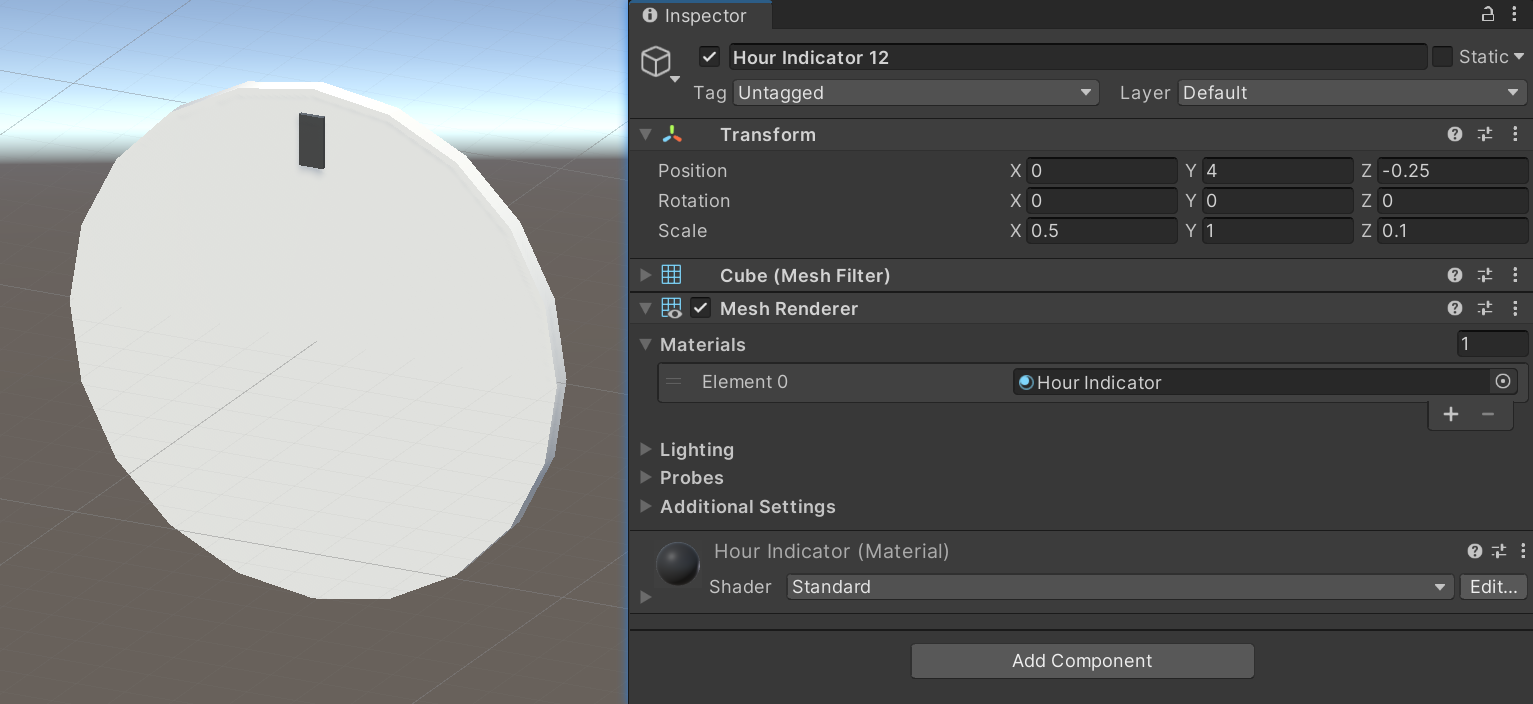 Inspector
Hour Indicator 12
Static
Tag Untagged Layer Default
Transform
Position X 0 Y 4 Z -0.25
Rotation X 0 Y 0 Z 0
Scale X 0.5 Y 1 Z 0.1
Cube (Mesh Filter)
Mesh Renderer
Materials 1
Element 0 Hour Indicator
Lighting
Probes
Additional Settings
Hour Indicator (Material)
Shader Standard Edit...
Add Component